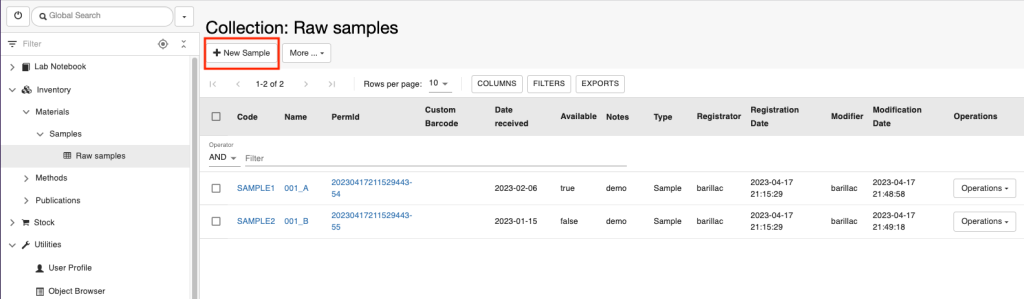 Global Search
Collection: Raw samples
Filter
+ New Sample
More ...
Lab Notebook
1-2 of 2
Rows per page:
10
COLUMNS
FILTERS
EXPORTS
Inventory
Materials
Code
Name
PermId
Custom
Barcode
Date
received
Available
Notes
Type
Registrator
Registration
Date
Modifier
Modification
Date
Operations
Samples
Operator
AND
Filter
Raw samples
Methods
SAMPLE1
001_A
20230417211529443-
54
2023-02-06
true
demo
Sample
barillac
2023-04-17
21:15:29
barillac
2023-04-17
21:48:58
Operations
Publications
Stock
SAMPLE2
001_B
20230417211529443-
55
2023-01-15
false
demo
Sample
barillac
2023-04-17
21:15:29
barillac
2023-04-17
21:49:18
Operations
Utilities
User Profile
Object Browser